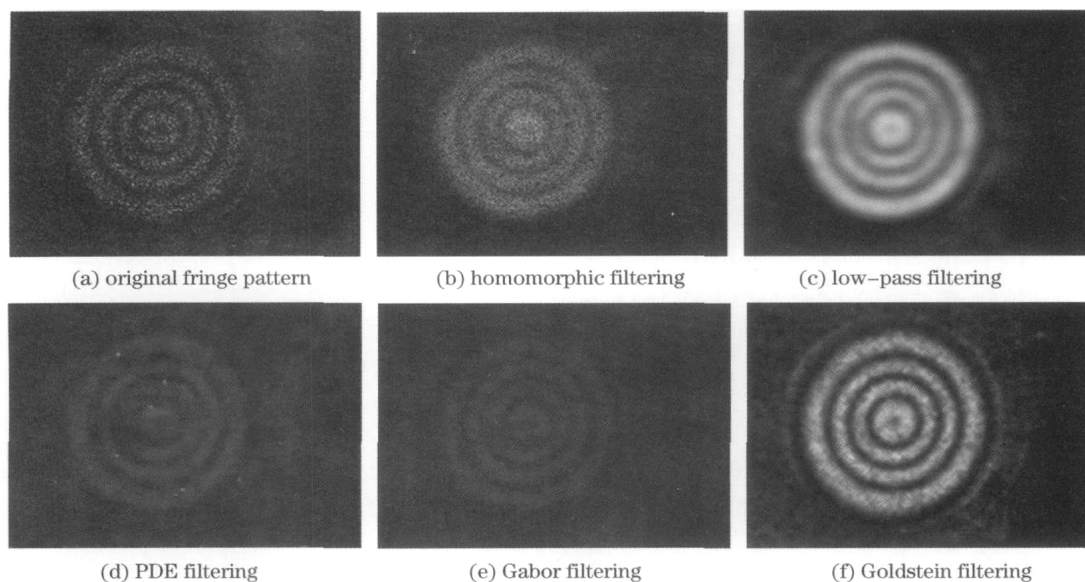 (a) original fringe pattern
(b) homomorphic filtering
(c) low-pass filtering
(d) PDE filtering
(e) Gabor filtering
(f) Goldstein filtering